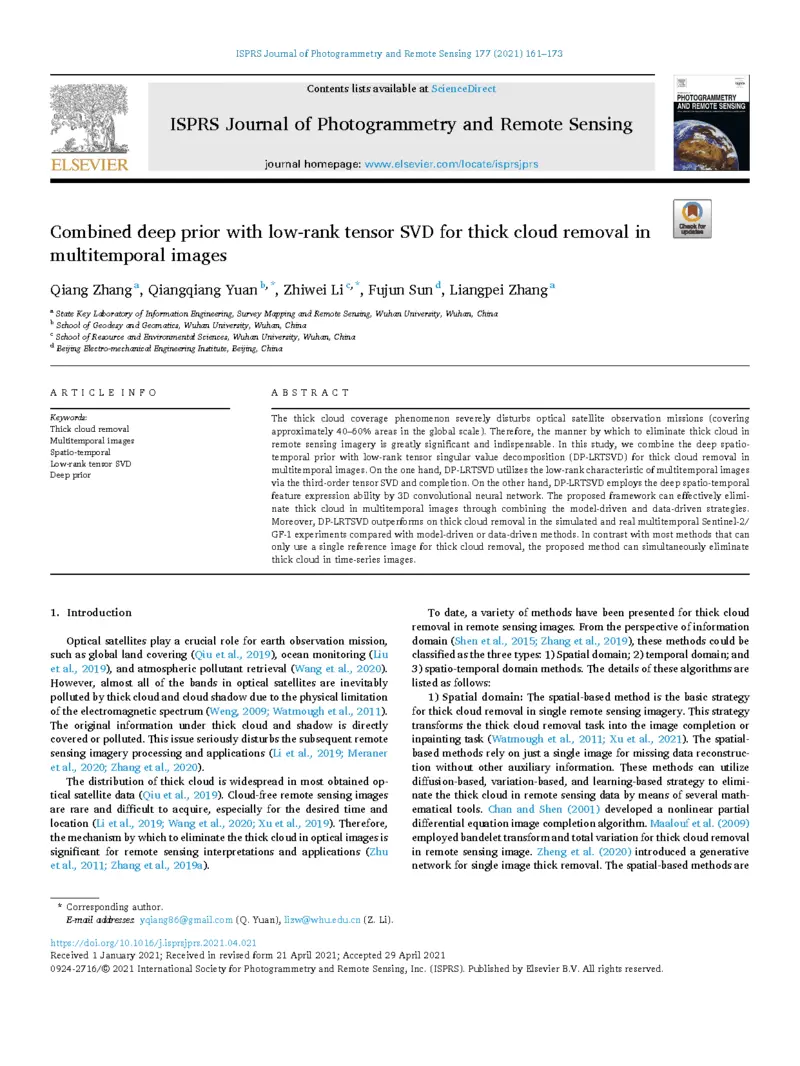 ISPRS Journal of Photogrammetry and Remote Sensing 177 (2021) 161–173
Contents lists available at ScienceDirect
ISPRS Journal of Photogrammetry and Remote Sensing
journal homepage: www.elsevier.com/locate/isprsjprs
ELSEVIER
PHOTOGRAMMETRY
AND REMOTE SENSING
Check for
updates
Combined deep prior with low-rank tensor SVD for thick cloud removal in
multitemporal images
Qiang Zhang a, Qiangqiang Yuan b, *, Zhiwei Li c, *, Fujun Sun d, Liangpei Zhang a
a State Key Laboratory of Information Engineering, Survey Mapping and Remote Sensing, Wuhan University, Wuhan, China
b School of Geodesy and Geomatics, Wuhan University, Wuhan, China
c School of Resource and Environmental Sciences, Wuhan University, Wuhan, China
d Beijing Electro-mechanical Engineering Institute, Beijing, China
ARTICLE INFO
Keywords:
Thick cloud removal
Multitemporal images
Spatio-temporal
Low-rank tensor SVD
Deep prior
ABSTRACT
The thick cloud coverage phenomenon severely disturbs optical satellite observation missions (covering
approximately 40–60% areas in the global scale). Therefore, the manner by which to eliminate thick cloud in
remote sensing imagery is greatly significant and indispensable. In this study, we combine the deep spatio-
temporal prior with low-rank tensor singular value decomposition (DP-LRTSVD) for thick cloud removal in
multitemporal images. On the one hand, DP-LRTSVD utilizes the low-rank characteristic of multitemporal images
via the third-order tensor SVD and completion. On the other hand, DP-LRTSVD employs the deep spatio-temporal
feature expression ability by 3D convolutional neural network. The proposed framework can effectively elimi-
nate thick cloud in multitemporal images through combining the model-driven and data-driven strategies.
Moreover, DP-LRTSVD outperforms on thick cloud removal in the simulated and real multitemporal Sentinel-2/
GF-1 experiments compared with model-driven or data-driven methods. In contrast with most methods that can
only use a single reference image for thick cloud removal, the proposed method can simultaneously eliminate
thick cloud in time-series images.
1. Introduction
Optical satellites play a crucial role for earth observation mission,
such as global land covering (Qiu et al., 2019), ocean monitoring (Liu
et al., 2019), and atmospheric pollutant retrieval (Wang et al., 2020).
However, almost all of the bands in optical satellites are inevitably
polluted by thick cloud and cloud shadow due to the physical limitation
of the electromagnetic spectrum (Weng, 2009; Watmough et al., 2011).
The original information under thick cloud and shadow is directly
covered or polluted. This issue seriously disturbs the subsequent remote
sensing imagery processing and applications (Li et al., 2019; Meraner
et al., 2020; Zhang et al., 2020).
The distribution of thick cloud is widespread in most obtained op-
tical satellite data (Qiu et al., 2019). Cloud-free remote sensing images
are rare and difficult to acquire, especially for the desired time and
location (Li et al., 2019; Wang et al., 2020; Xu et al., 2019). Therefore,
the mechanism by which to eliminate the thick cloud in optical images is
significant for remote sensing interpretations and applications (Zhu
et al., 2011; Zhang et al., 2019a).
To date, a variety of methods have been presented for thick cloud
removal in remote sensing images. From the perspective of information
domain (Shen et al., 2015; Zhang et al., 2019), these methods could be
classified as the three types: 1) Spatial domain; 2) temporal domain; and
3) spatio-temporal domain methods. The details of these algorithms are
listed as follows:
1) Spatial domain: The spatial-based method is the basic strategy
for thick cloud removal in single remote sensing imagery. This strategy
transforms the thick cloud removal task into the image completion or
inpainting task (Watmough et al., 2011; Xu et al., 2021). The spatial-
based methods rely on just a single image for missing data reconstruc-
tion without other auxiliary information. These methods can utilize
diffusion-based, variation-based, and learning-based strategy to elimi-
nate the thick cloud in remote sensing data by means of several math-
ematical tools. Chan and Shen (2001) developed a nonlinear partial
differential equation image completion algorithm. Maalouf et al. (2009)
employed bandelet transform and total variation for thick cloud removal
in remote sensing image. Zheng et al. (2020) introduced a generative
network for single image thick removal. The spatial-based methods are
* Corresponding author.
E-mail addresses: yqiang86@gmail.com (Q. Yuan), lizw@whu.edu.cn (Z. Li).
https://doi.org/10.1016/j.isprsjprs.2021.04.021
Received 1 January 2021; Received in revised form 21 April 2021; Accepted 29 April 2021
0924-2716/© 2021 International Society for Photogrammetry and Remote Sensing, Inc. (ISPRS). Published by Elsevier B.V. All rights reserved.